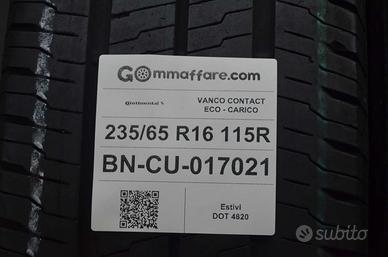 GOmmaffare.com
Continental
VANCO CONTACT
ECO - CARICO
235/65 R16 115R
BN-CU-017021
Estivi
DOT 4820
subito